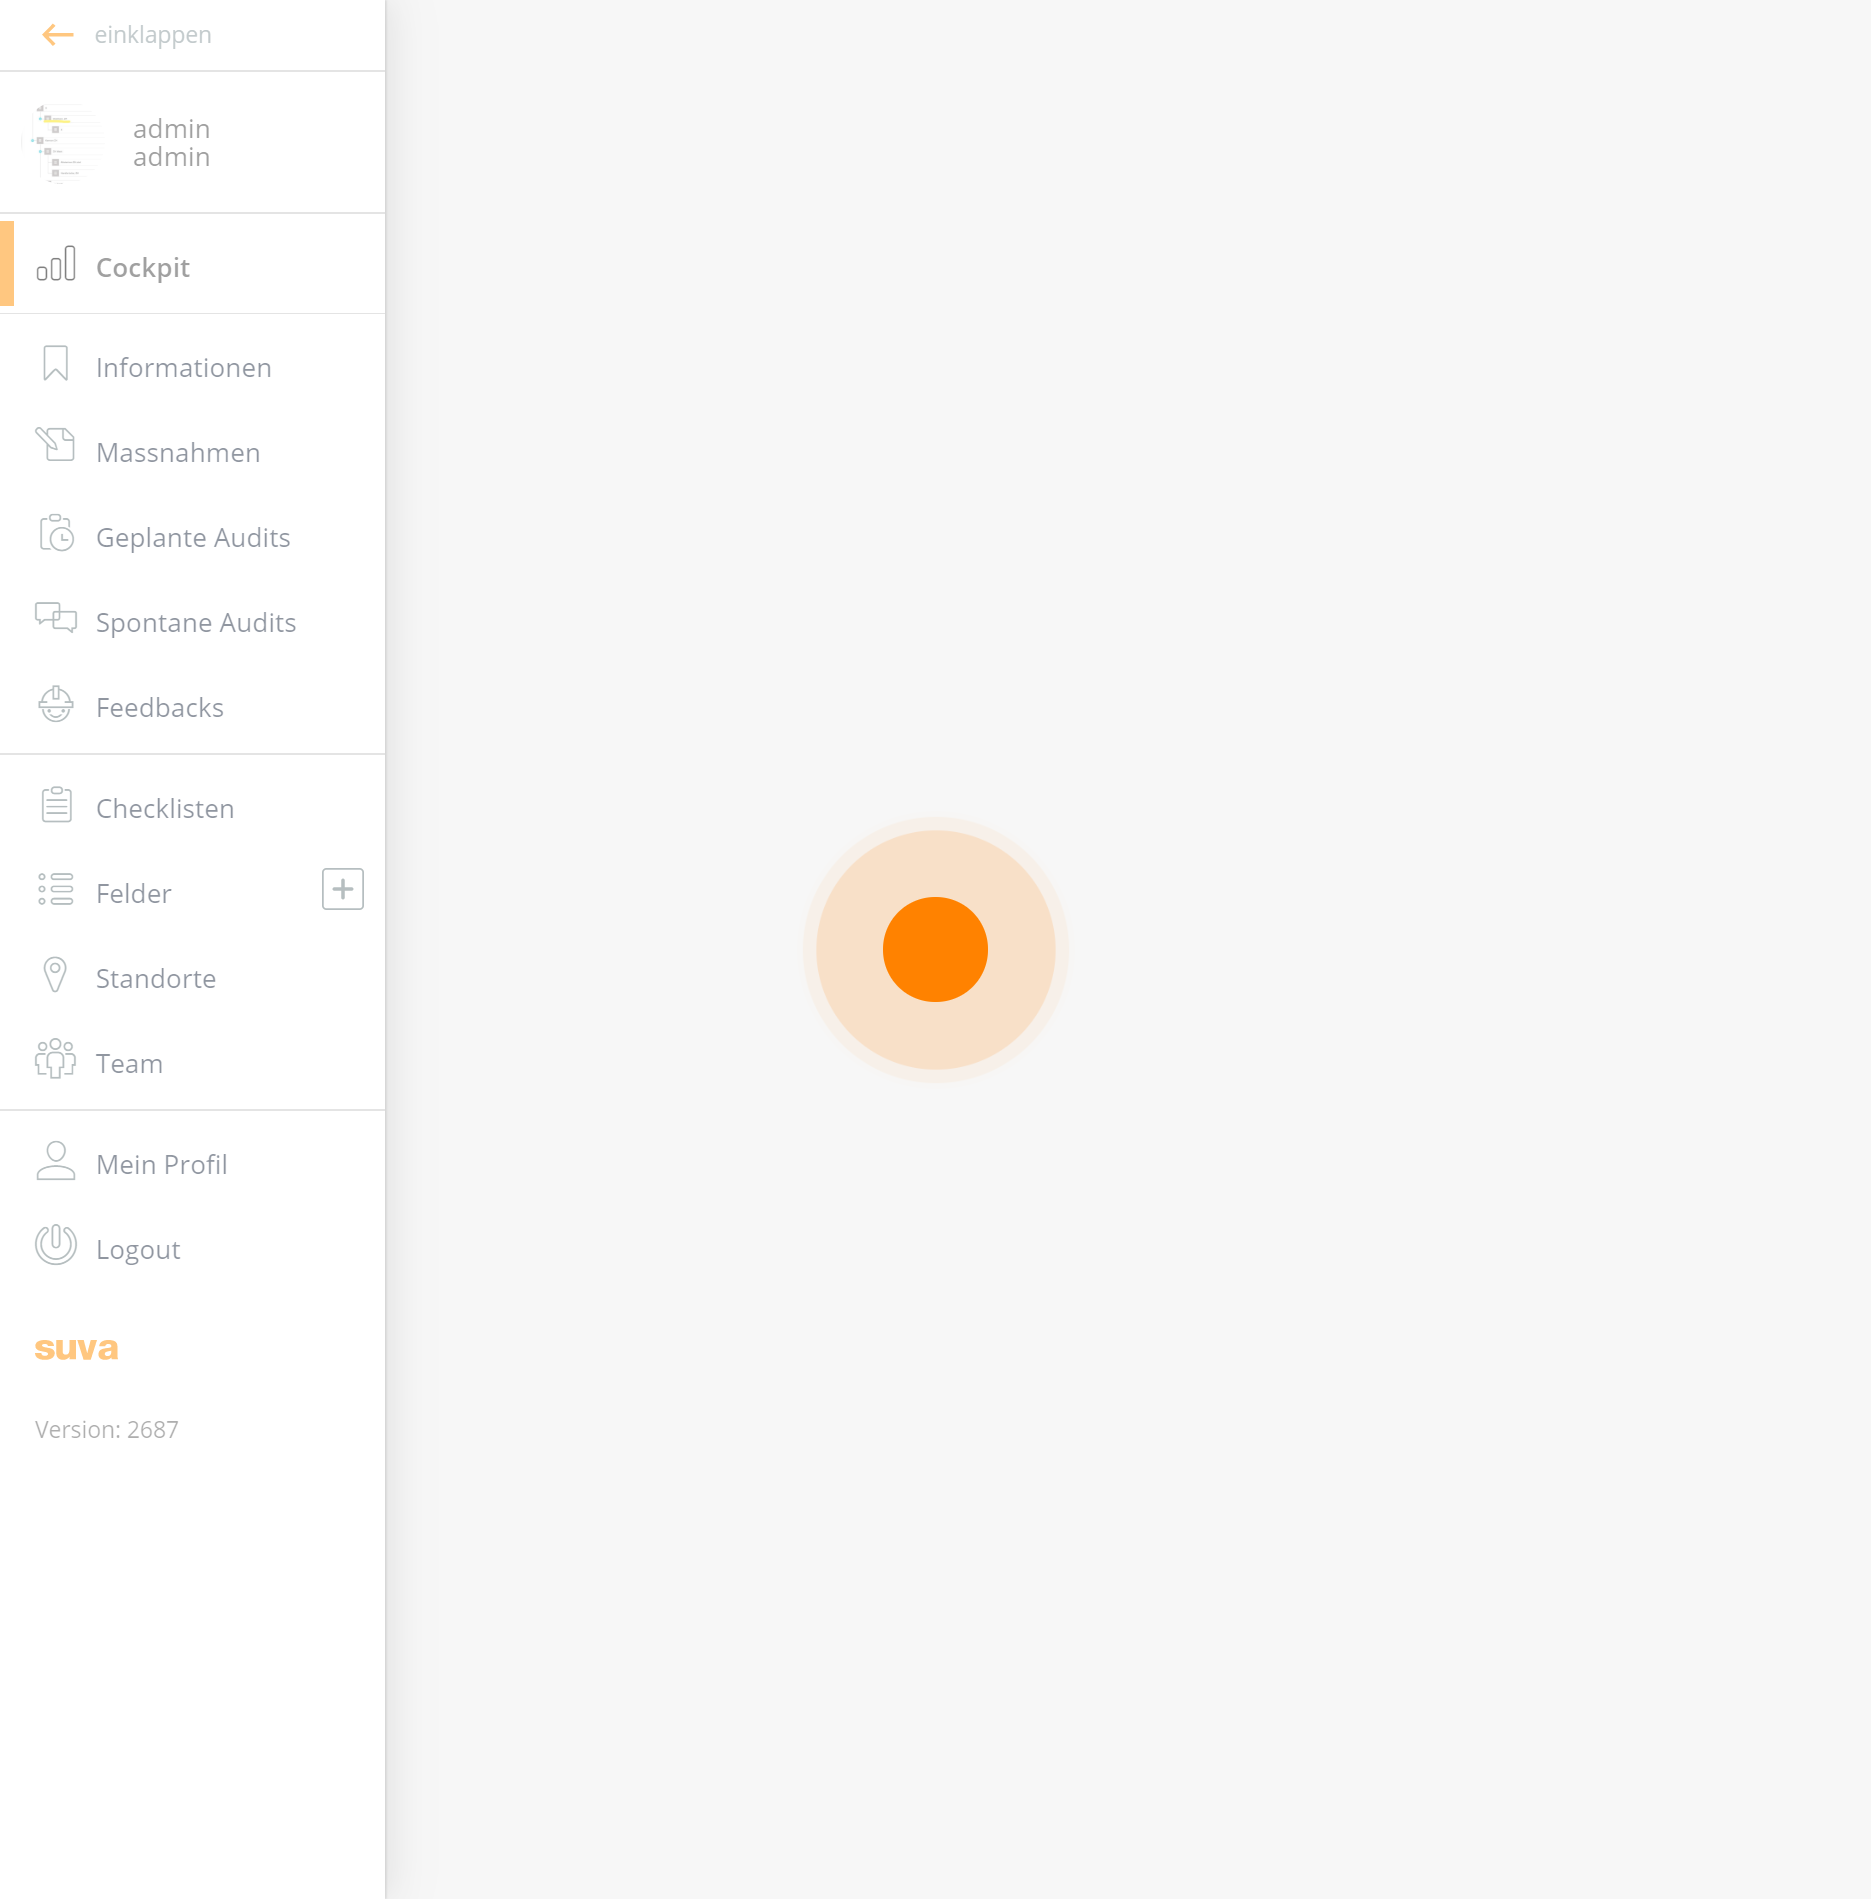 einklappen
admin
admin
Cockpit
Informationen
Massnahmen
Geplante Audits
Spontane Audits
Feedbacks
Checklisten
Felder
Standorte
Team
Mein Profil
Logout
suva
Version: 2687